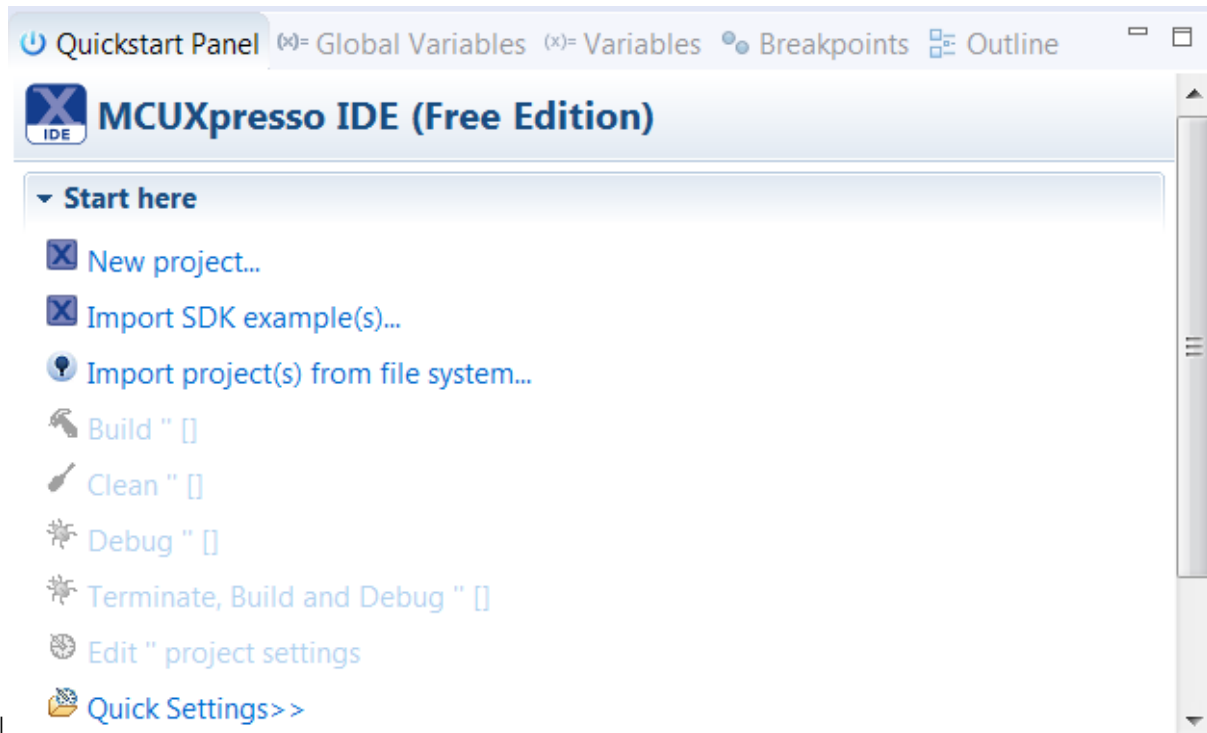 Quickstart Panel (x)= Global Variables (x)= Variables Breakpoints Outline
IDE MCUXpresso IDE (Free Edition)
Start here
New project...
Import SDK example(s)...
Import project(s) from file system...
Build '' []
Clean '' []
Debug '' []
Terminate, Build and Debug '' []
Edit '' project settings
Quick Settings>>